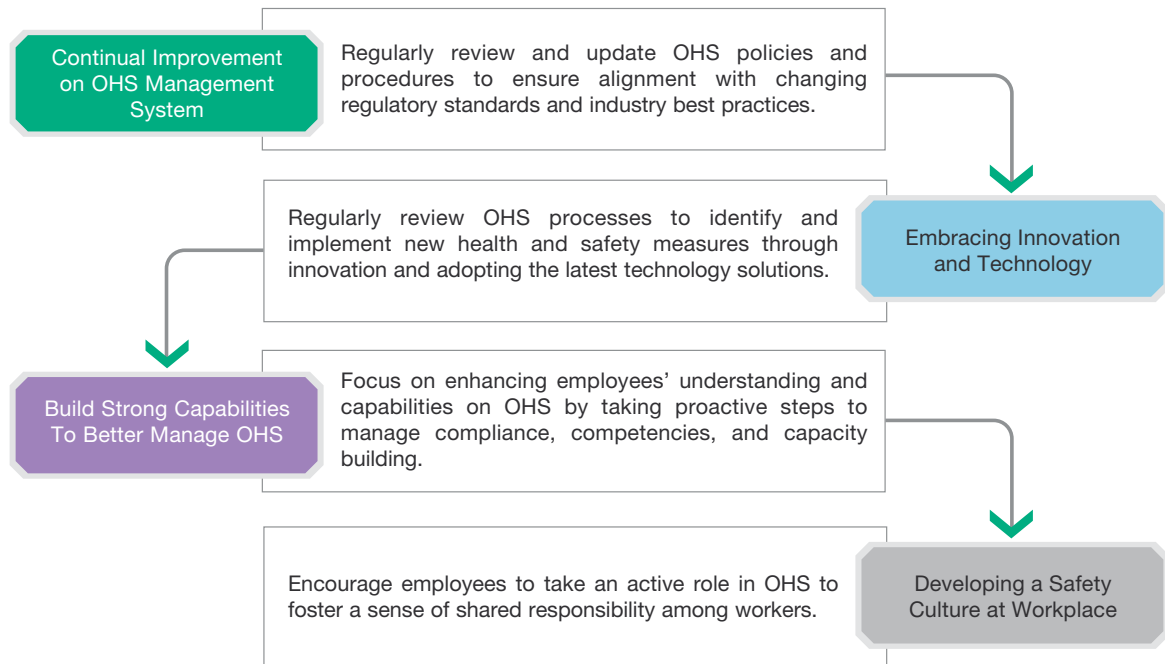 Continual Improvement
on OHS Management
System
Regularly review and update OHS policies and
procedures to ensure alignment with changing
regulatory standards and industry best practices.
Regularly review OHS processes to identify and
implement new health and safety measures through
innovation and adopting the latest technology solutions.
Embracing Innovation
and Technology
Build Strong Capabilities
To Better Manage OHS
Focus on enhancing employees’ understanding and
capabilities on OHS by taking proactive steps to
manage compliance, competencies, and capacity
building.
Encourage employees to take an active role in OHS to
foster a sense of shared responsibility among workers.
Developing a Safety
Culture at Workplace